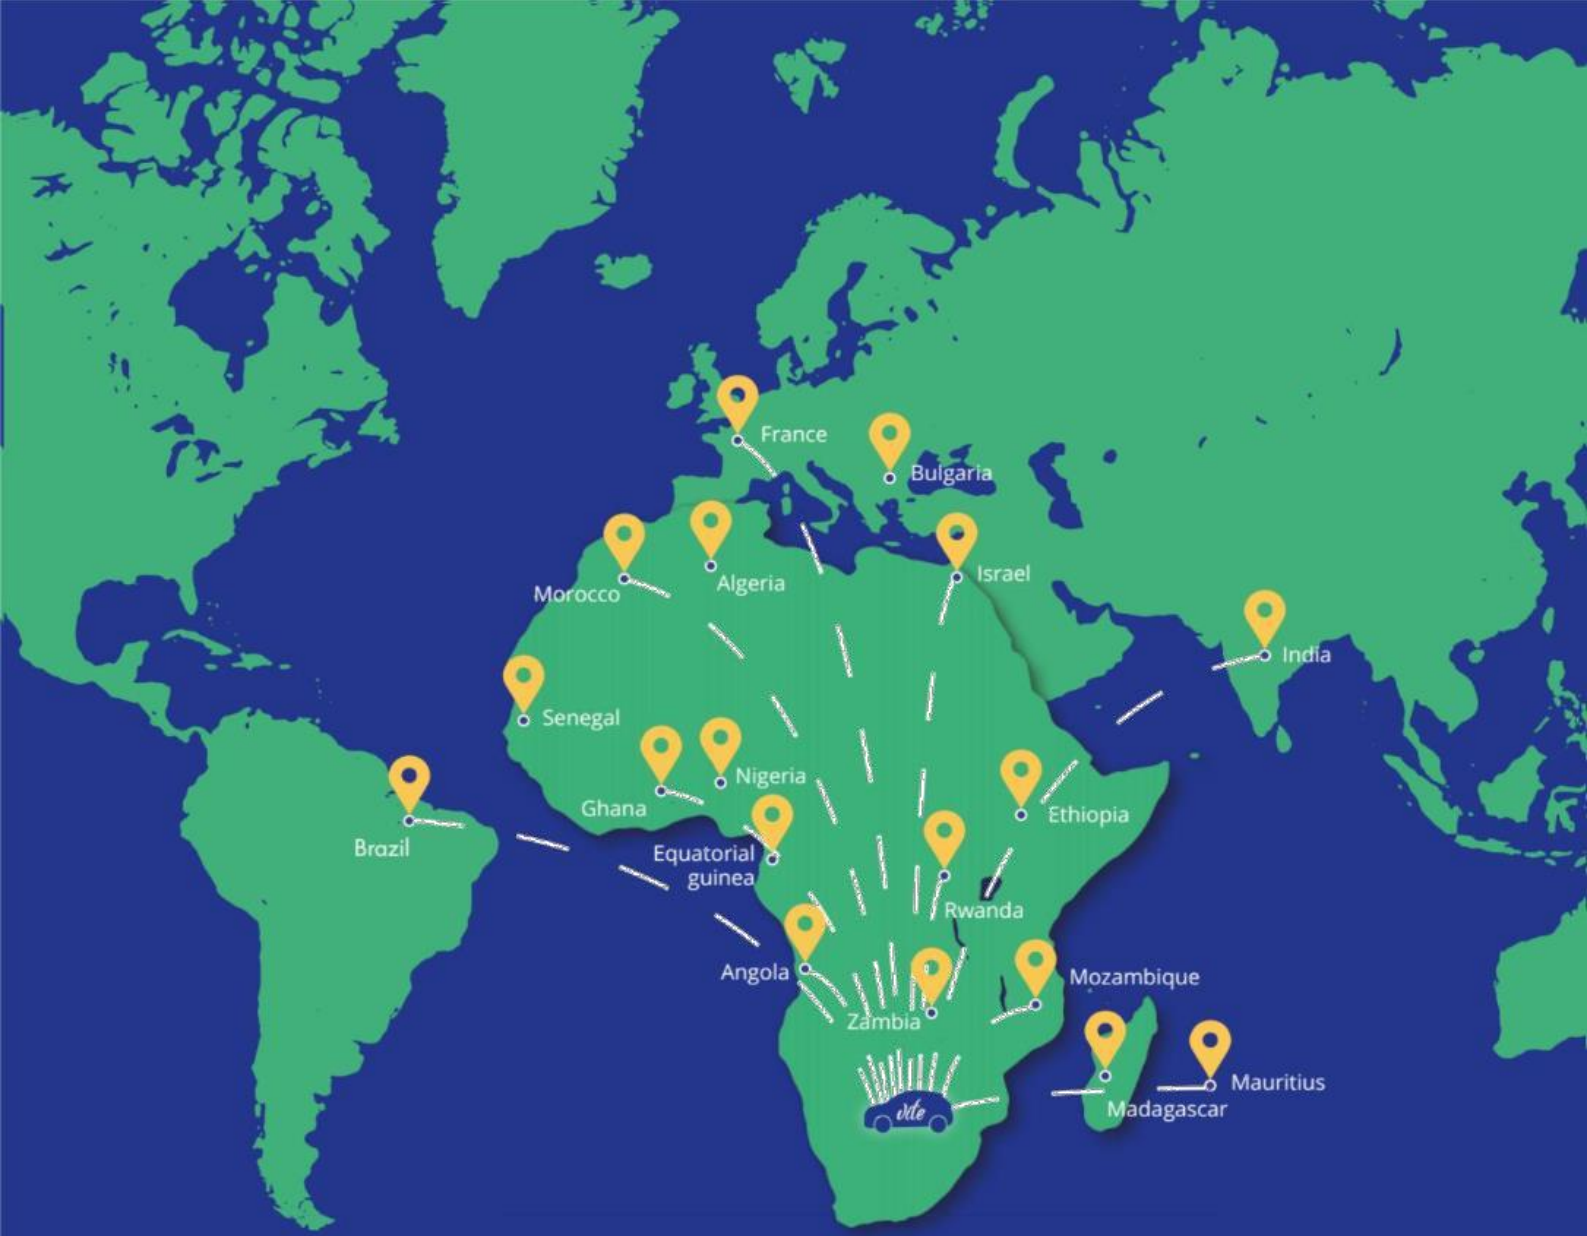 France
Bulgaria
Israel
Algeria
Morocco
India
Senegal
Nigeria
Ghana
Ethiopia
Brazil
Equatorial
guinea
Rwanda
Angola
Mozambique
Zambia
Mauritius
Madagascar
vite